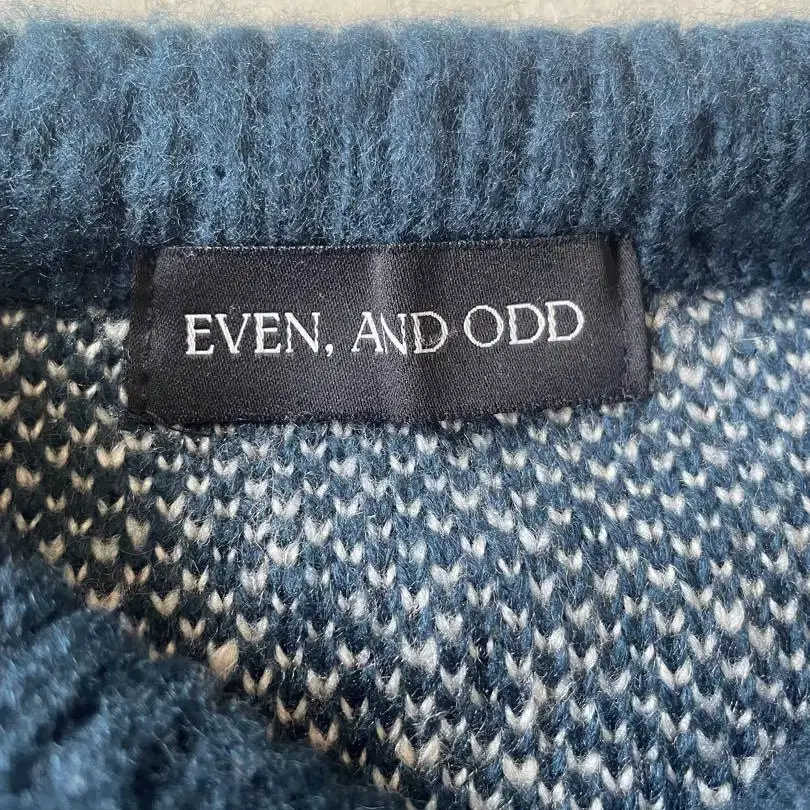 EVEN, AND ODD